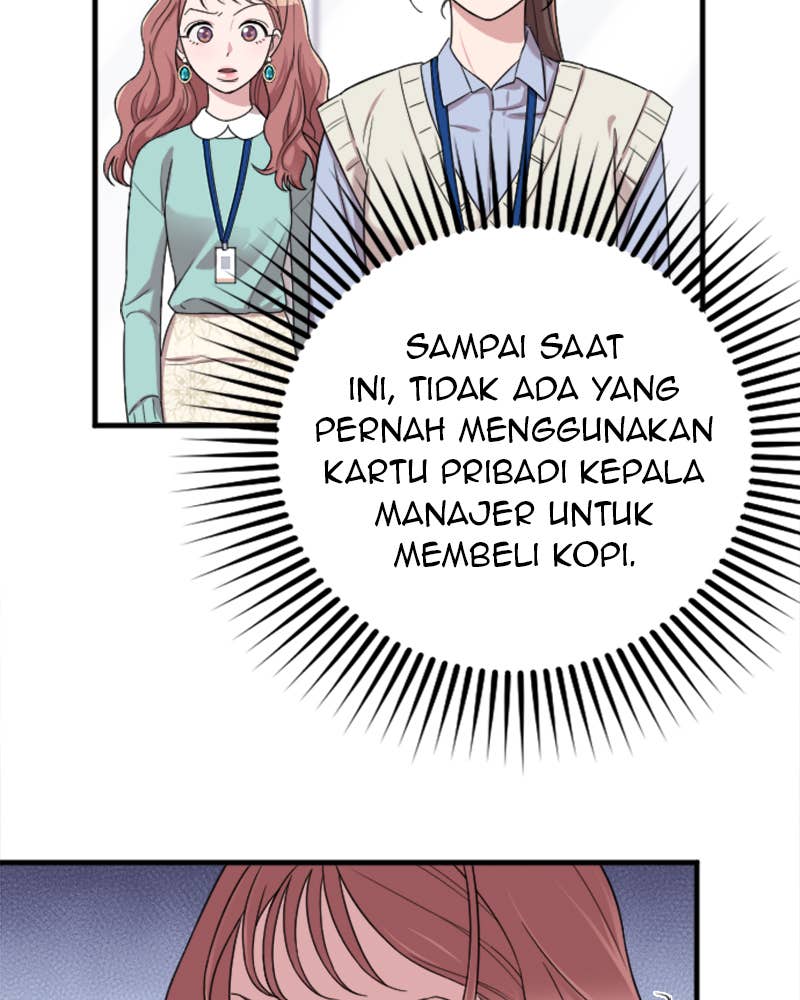 SAMPAI SAAT
INI, TIDAK ADA YANG
PERNAH MENGGUNAKAN
KARTU PRIBADI KEPALA
MANAJER UNTUK
MEMBELI KOPI.